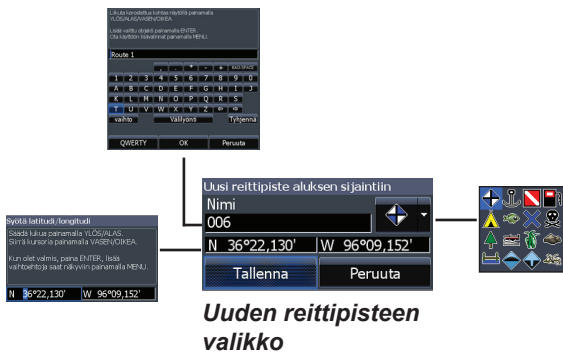 Liikuta korostettua kohtaa näytöllä painamalla
YLÖS/ALAS/VASEN/OIKEA.
Lisää valittu objekti painamalla ENTER.
Ota käyttöön lisävalinnat painamalla MENU.
Route 1
, . * - + BACKSPACE
1 2 3 4 5 6 7 8 9 0
A B C D E F G H I J
K L M N O P Q R S
T U V W X Y Z
vaihto Välilyönti Tyhjennä
QWERTY OK Peruuta
Uusi reittipiste aluksen sijaintiin
Nimi
006
N 36°22,130' W 96°09,152'
Tallenna Peruuta
Syötä latitudi/longitudi
Säädä lukua painamalla YLÖS/ALAS.
Siirrä kursoria painamalla VASEN/OIKEA.
Kun olet valmis, paina ENTER, lisää
vaihtoehtoja saat näkyviin painamalla MENU.
N 36°22,130' W 96°09,152'
Uuden reittipisteen
valikko